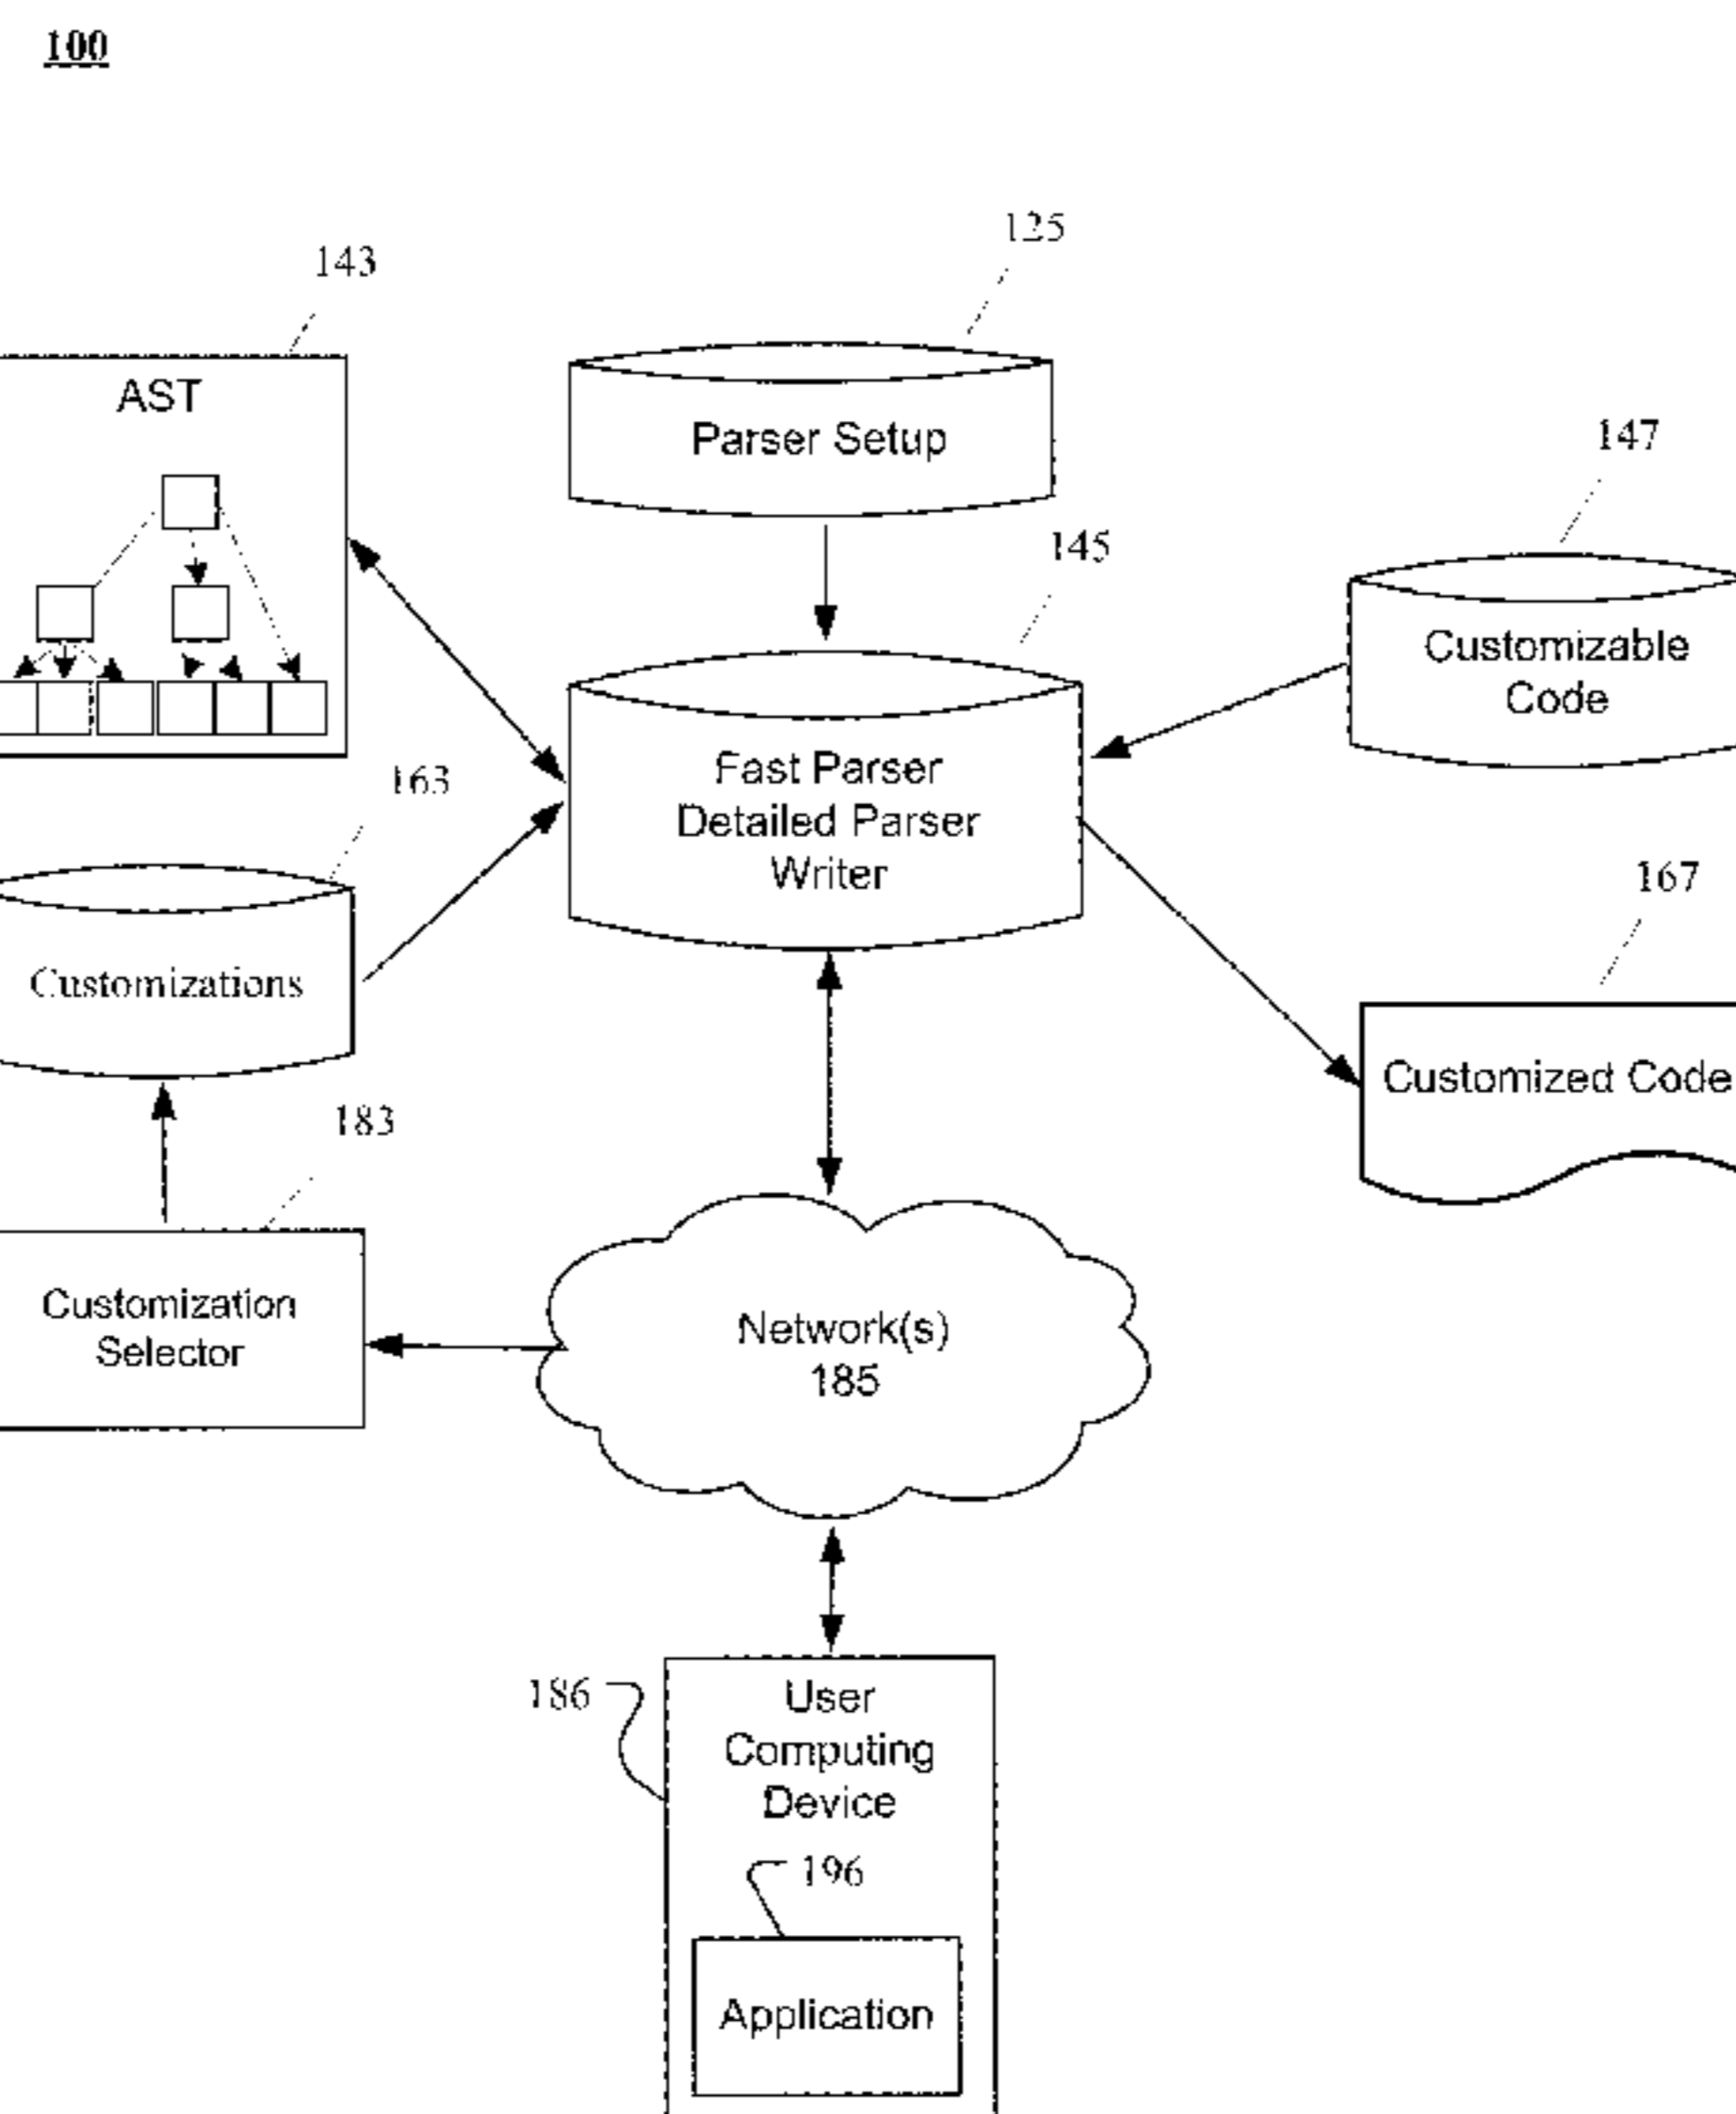 100
125
143
AST
Parser Setup
147
145
Customizable
Code
Fast Parser
Detailed Parser
Writer
163
167
Customizations
Customized Code
183
Customization
Selector
Network(s)
185
186
User
Computing
Device
196
Application